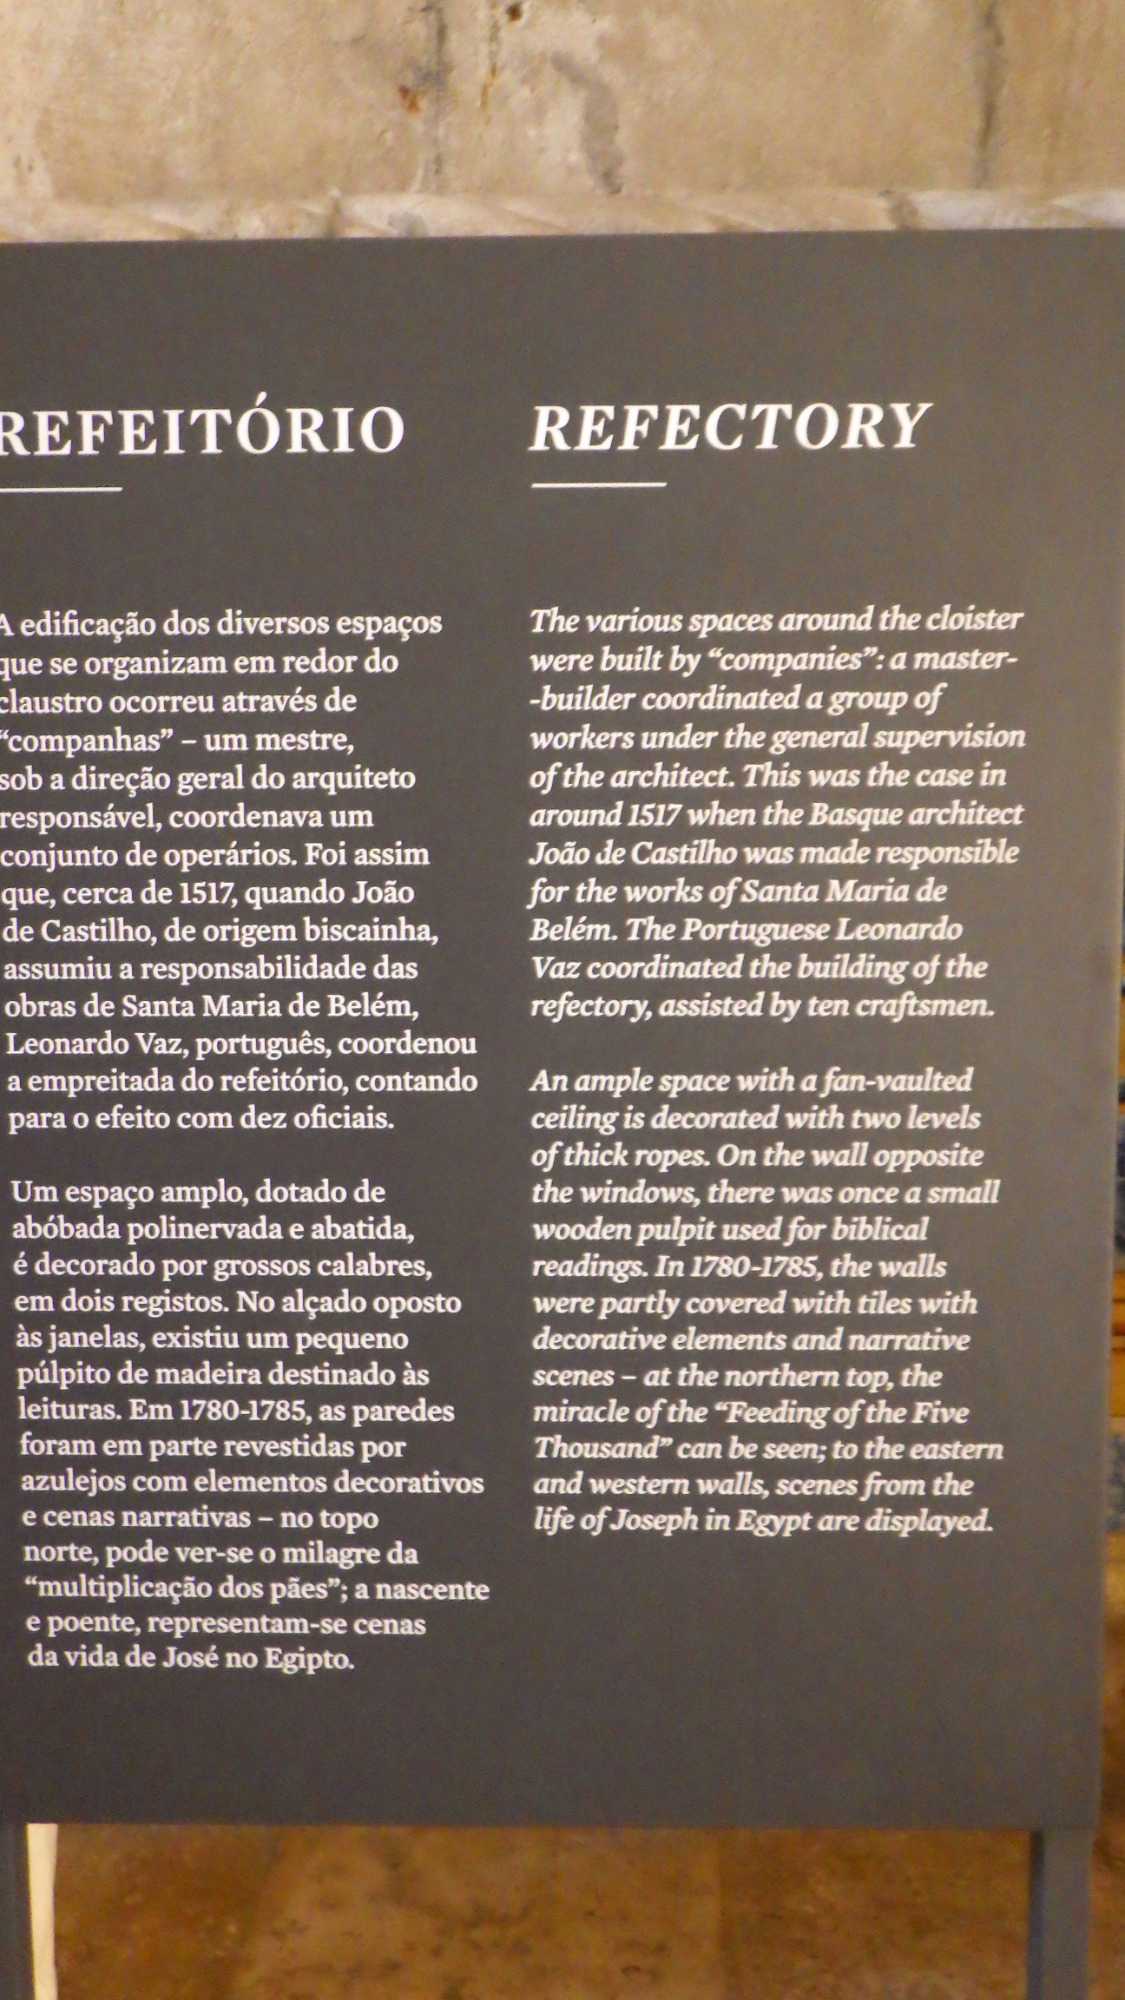 REFEITÓRIO
A edificação dos diversos espaços
que se organizam em redor do
claustro ocorreu através de
“companhas” – um mestre,
sob a direção geral do arquiteto
responsável, coordenava um
conjunto de operários. Foi assim
que, cerca de 1517, quando João
de Castilho, de origem biscainha,
assumiu a responsabilidade das
obras de Santa Maria de Belém,
Leonardo Vaz, português, coordenou
a empreitada do refeitório, contando
para o efeito com dez oficiais.
Um espaço amplo, dotado de
abóbada polinervada e abatida,
é decorado por grossos calabres,
em dois registos. No alçado oposto
às janelas, existiu um pequeno
púlpito de madeira destinado às
leituras. Em 1780-1785, as paredes
foram em parte revestidas por
azulejos com elementos decorativos
e cenas narrativas – no topo
norte, pode ver-se o milagre da
“multiplicação dos pães”; a nascente
e poente, representam-se cenas
da vida de José no Egipto.
REFECTORY
The various spaces around the cloister
were built by “companies”: a master-
-builder coordinated a group of
workers under the general supervision
of the architect. This was the case in
around 1517 when the Basque architect
João de Castilho was made responsible
for the works of Santa Maria de
Belém. The Portuguese Leonardo
Vaz coordinated the building of the
refectory, assisted by ten craftsmen.
An ample space with a fan-vaulted
ceiling is decorated with two levels
of thick ropes. On the wall opposite
the windows, there was once a small
wooden pulpit used for biblical
readings. In 1780-1785, the walls
were partly covered with tiles with
decorative elements and narrative
scenes – at the northern top, the
miracle of the “Feeding of the Five
Thousand” can be seen; to the eastern
and western walls, scenes from the
life of Joseph in Egypt are displayed.